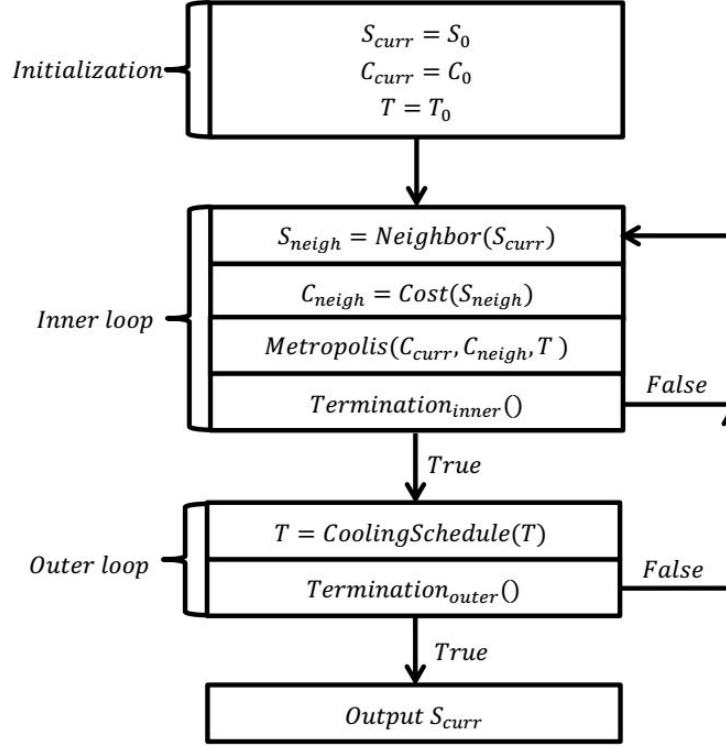 Initialization
S_curr = S_0
C_curr = C_0
T = T_0
Inner loop
S_neigh = Neighbor(S_curr)
C_neigh = Cost(S_neigh)
Metropolis(C_curr, C_neigh, T )
Termination_inner()
False
True
Outer loop
T = CoolingSchedule(T)
Termination_outer()
False
True
Output S_curr